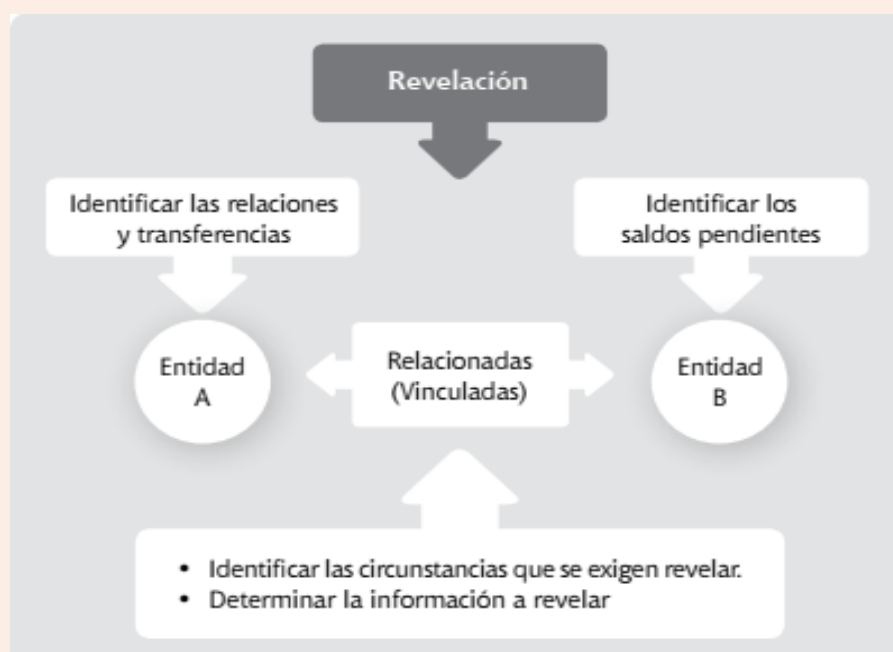 Revelación
Identificar las relaciones
y transferencias
Identificar los
saldos pendientes
Entidad
A
Relacionadas
(Vinculadas)
Entidad
B
• Identificar las circunstancias que se exigen revelar.
• Determinar la información a revelar